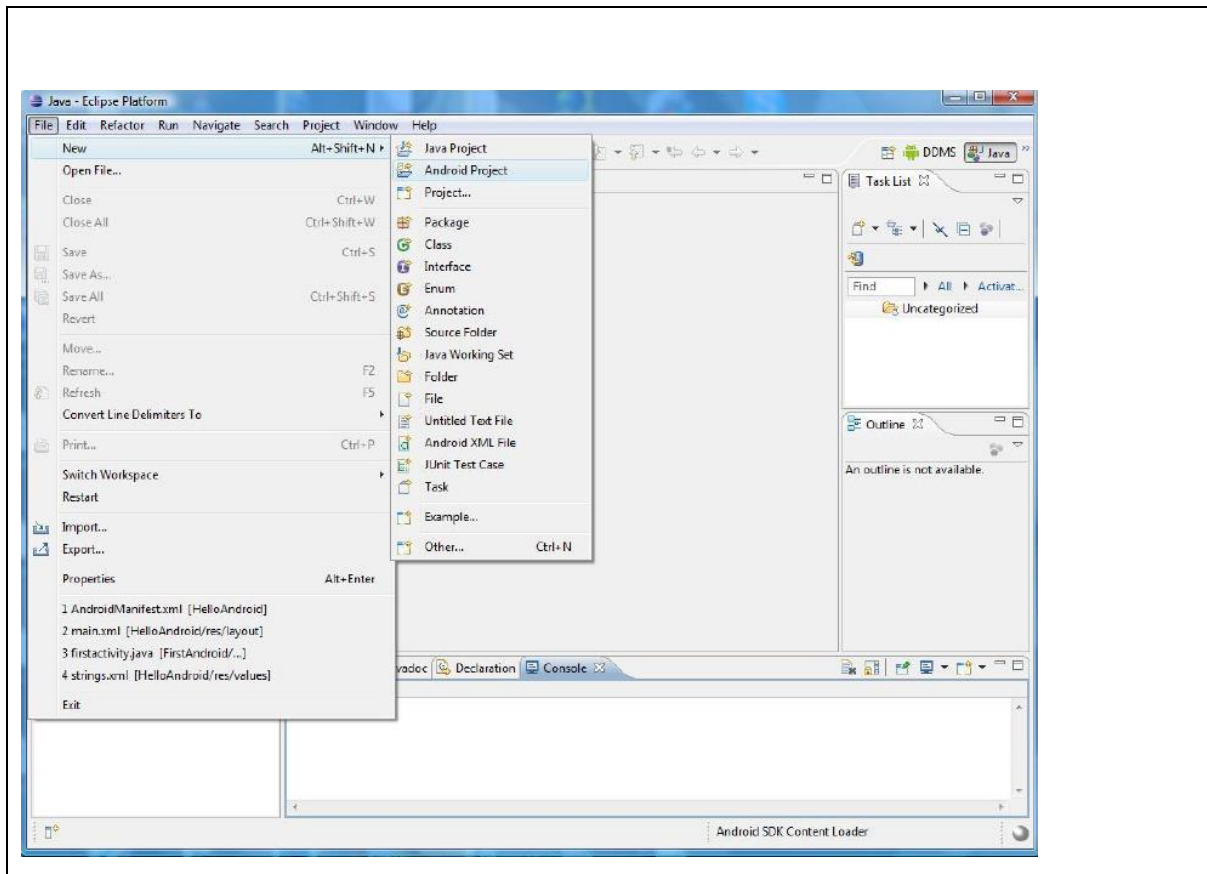 Java - Eclipse Platform
File Edit Refactor Run Navigate Search Project Window Help
New Alt+Shift+N
Open File...
Close Ctrl+W
Close All Ctrl+Shift+W
Save Ctrl+S
Save As...
Save All Ctrl+Shift+S
Revert
Move...
Rename... F2
Refresh F5
Convert Line Delimiters To
Print... Ctrl+P
Switch Workspace
Restart
Import...
Export...
Properties Alt+Enter
1 AndroidManifest.xml [HelloAndroid]
2 main.xml [HelloAndroid/res/layout]
3 firstactivity.java [FirstAndroid/...]
4 strings.xml [HelloAndroid/res/values]
Exit
Java Project
Android Project
Project...
Package
Class
Interface
Enum
Annotation
Source Folder
Java Working Set
Folder
File
Untitled Text File
Android XML File
JUnit Test Case
Task
Example...
Other... Ctrl+N
DDMS Java
Task List
Find All Activat...
Uncategorized
Outline
An outline is not available.
vadoc Declaration Console
Android SDK Content Loader